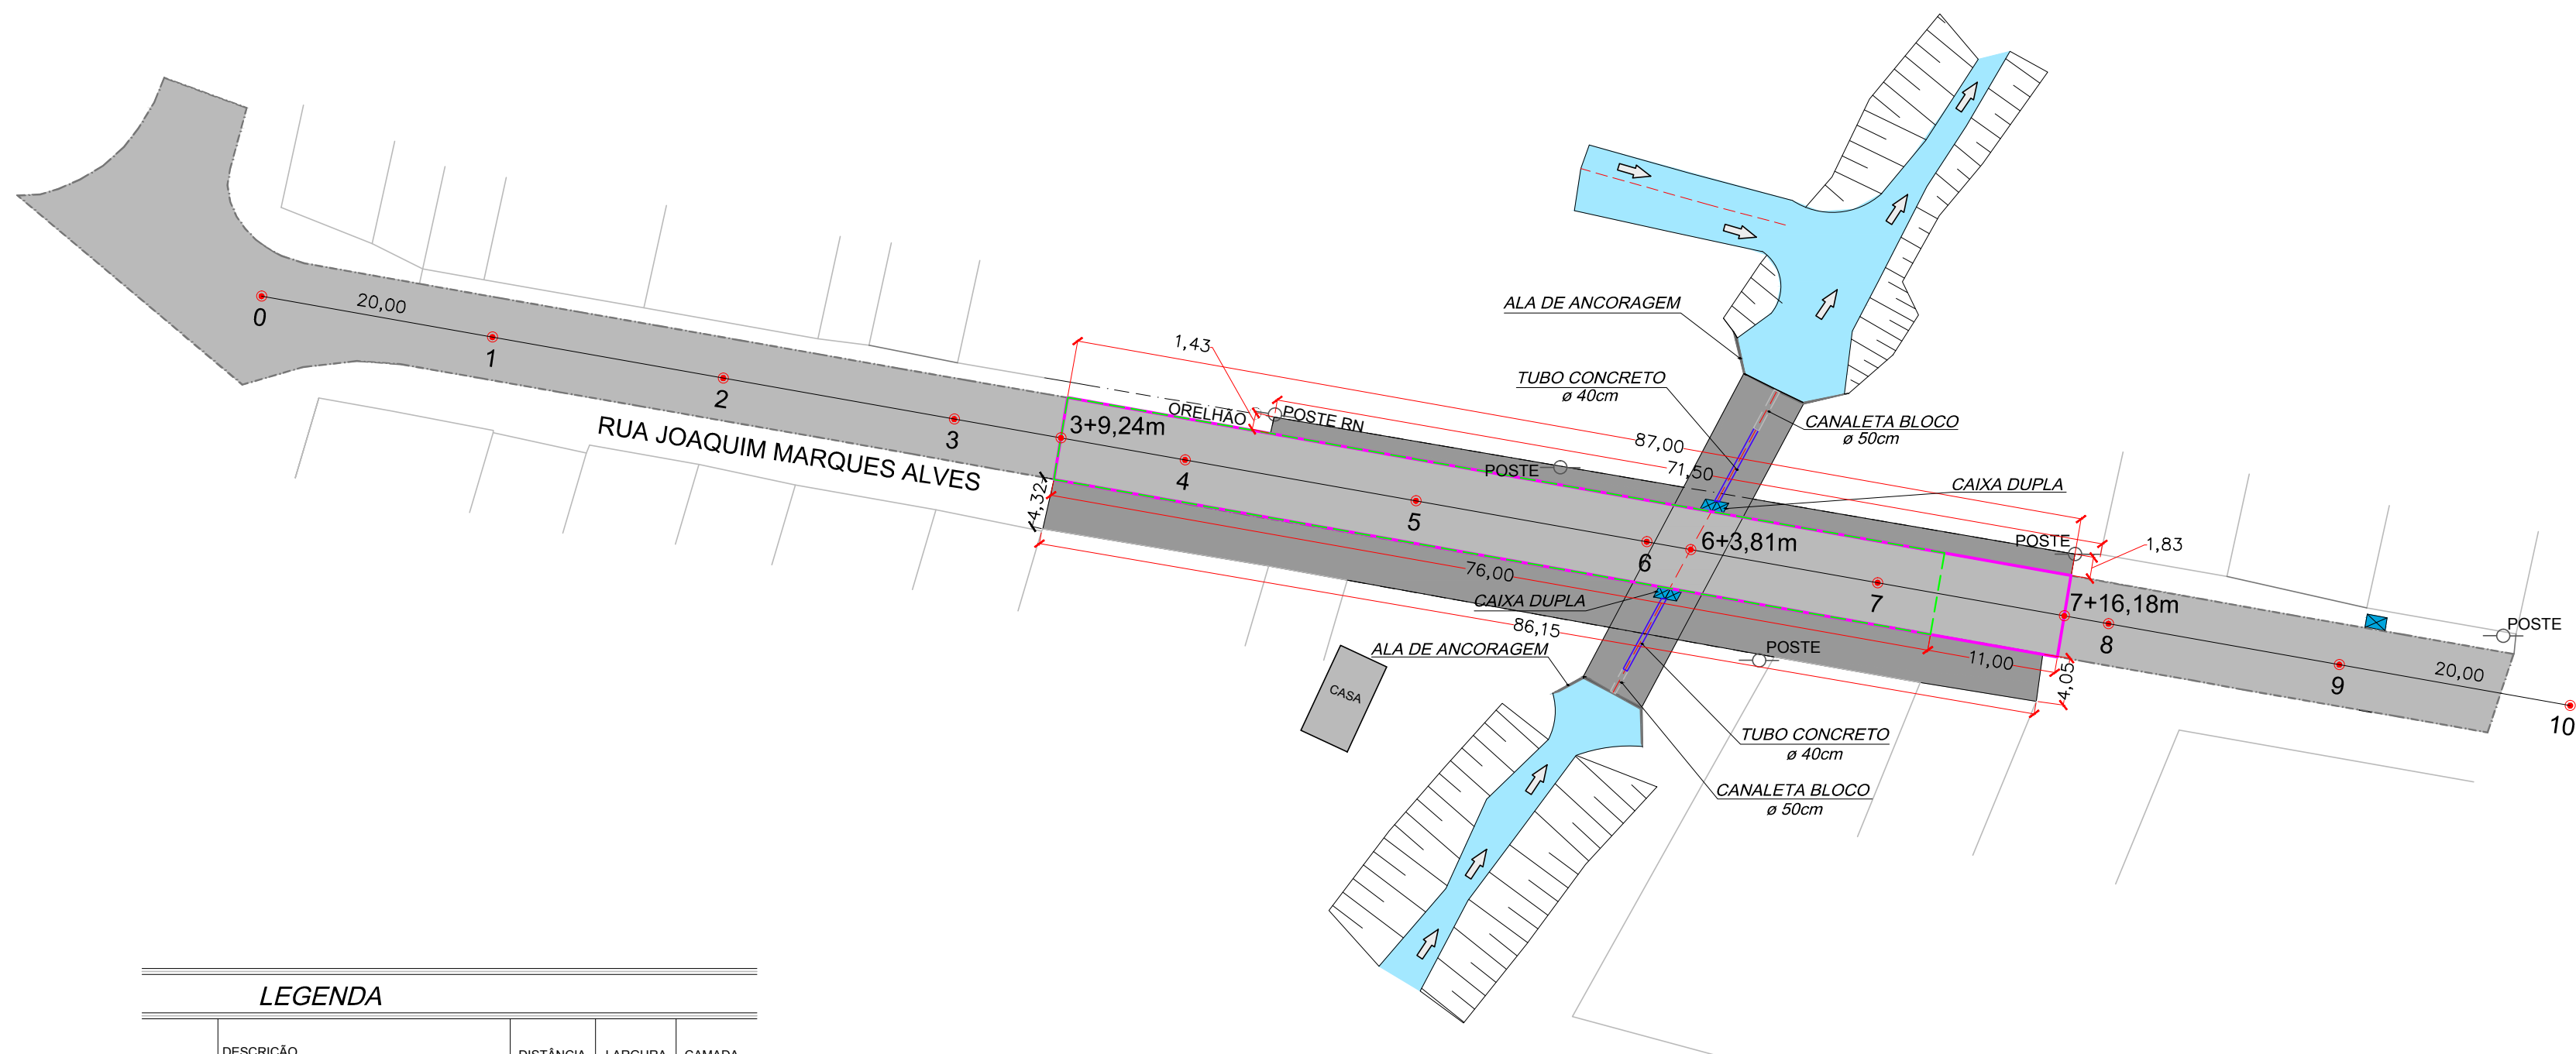 0
20,00
1
2
3
RUA JOAQUIM MARQUES ALVES
1,43
ORELHÃO
POSTE RN
3+9,24m
4,32
4
5
POSTE
ALA DE ANCORAGEM
TUBO CONCRETO
ø 40cm
CANALETA BLOCO
ø 50cm
87,00
71,50
CAIXA DUPLA
6
6+3,81m
76,00
CAIXA DUPLA
86,15
ALA DE ANCORAGEM
CASA
POSTE
7
POSTE
1,83
7+16,18m
8
11,00
4,05
TUBO CONCRETO
ø 40cm
CANALETA BLOCO
ø 50cm
9
20,00
POSTE
10
LEGENDA
DESCRIÇÃO
DISTÂNCIA
LARGURA
CAMADA